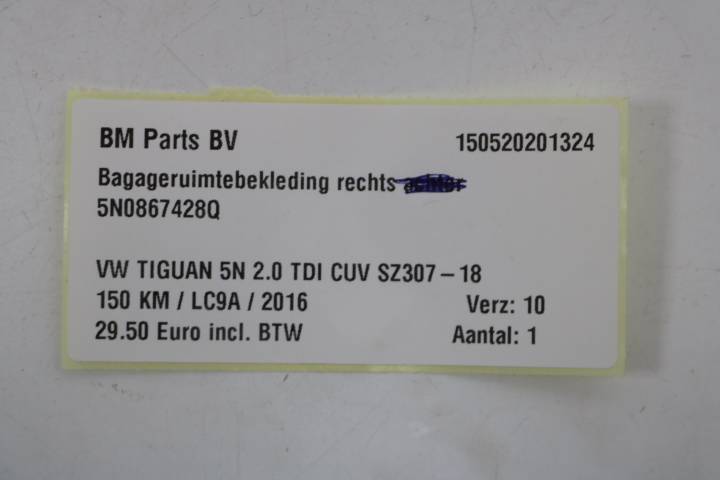 BM Parts BV 150520201324
Bagageruimtebekleding rechts
5N0867428Q
VW TIGUAN 5N 2.0 TDI CUV SZ307-18
150 KM / LC9A / 2016 Verz: 10
29.50 Euro incl. BTW Aantal: 1